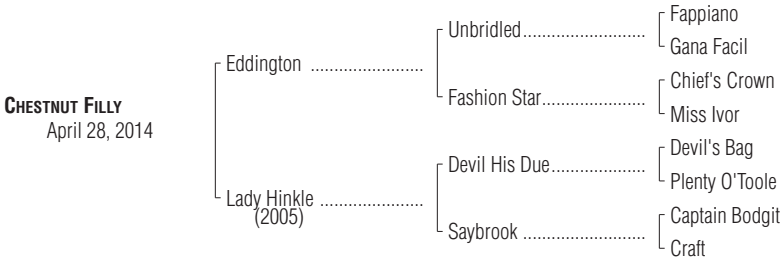 Fappiano
Unbridled
Gana Facil
Eddington
Chief's Crown
Fashion Star
Miss Ivor
CHESTNUT FILLY
April 28, 2014
Devil's Bag
Devil His Due
Plenty O'Toole
Lady Hinkle
(2005)
Captain Bodgit
Saybrook
Craft